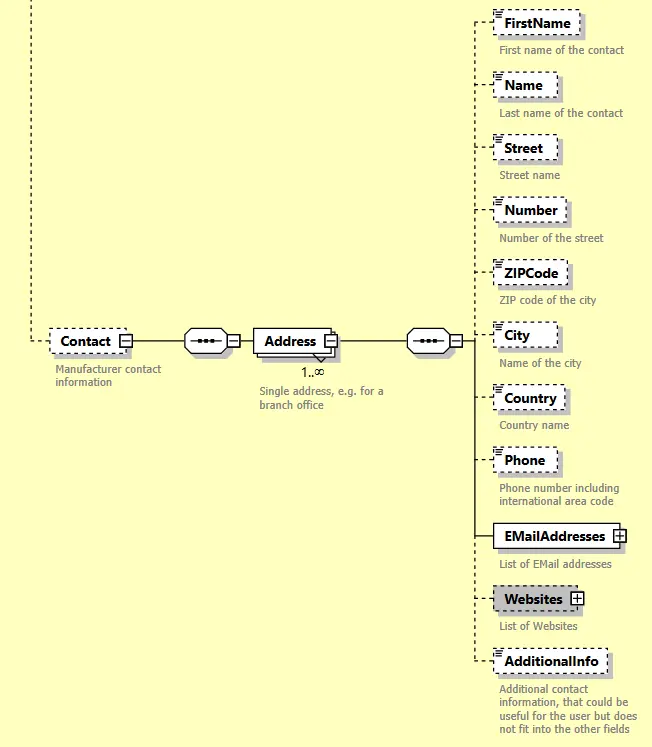 FirstName
First name of the contact
Name
Last name of the contact
Street
Street name
Number
Number of the street
ZIPCode
ZIP code of the city
Contact
Manufacturer contact
information
Address
1..∞
Single address, e.g. for a
branch office
City
Name of the city
Country
Country name
Phone
Phone number including
international area code
EMailAddresses
List of EMail addresses
Websites
List of Websites
AdditionalInfo
Additional contact
information, that could be
useful for the user but does
not fit into the other fields